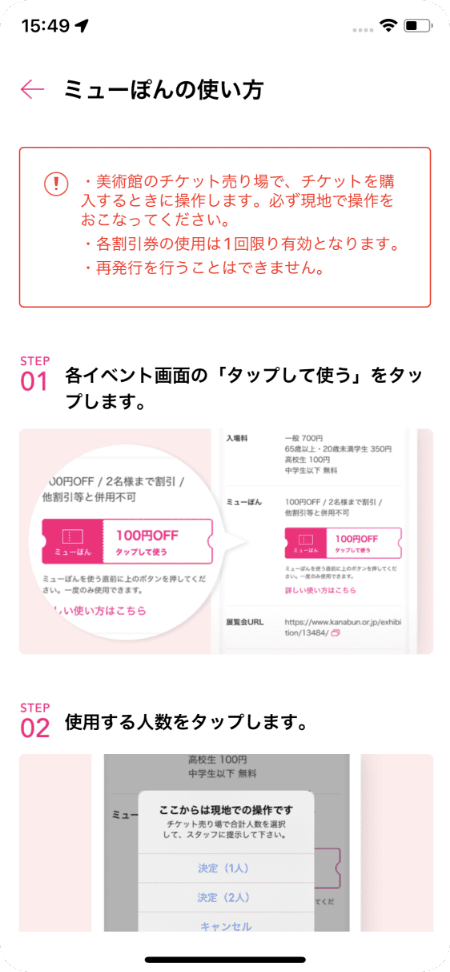 15:49
ミューぽんの使い方
・美術館のチケット売り場で、チケットを購
入するときに操作します。必ず現地で操作を
おこなってください。
・各割引券の使用は1回限り有効となります。
・再発行を行うことはできません。
STEP
01
各イベント画面の「タップして使う」をタッ
プします。
00円OFF / 2名様まで割引 /
他割引等と併用不可
ミューぽん
100円OFF
タップして使う
ミューぽんを使う直前に上のボタンを押してくだ
さい。一度のみ使用できます。
しい使い方はこちら
入場料
一般 700円
65歳以上・20歳未満学生 350円
高校生 100円
中学生以下 無料
ミューぽん
100円OFF / 2名様まで割引 /
他割引等と併用不可
ミューぽん
100円OFF
タップして使う
ミューぽんを使う直前に上のボタンを押してくだ
さい。一度のみ使用できます。
詳しい使い方はこちら
展覧会URL
https://www.kanabun.or.jp/exhibi
tion/13484/
STEP
02
使用する人数をタップします。
高校生 100円
中学生以下 無料
ミュー
ここからは現地での操作です
チケット売り場で合計人数を選択
して、スタッフに提示して下さい。
決定（1人）
決定（2人）
てくだ
キャンセル